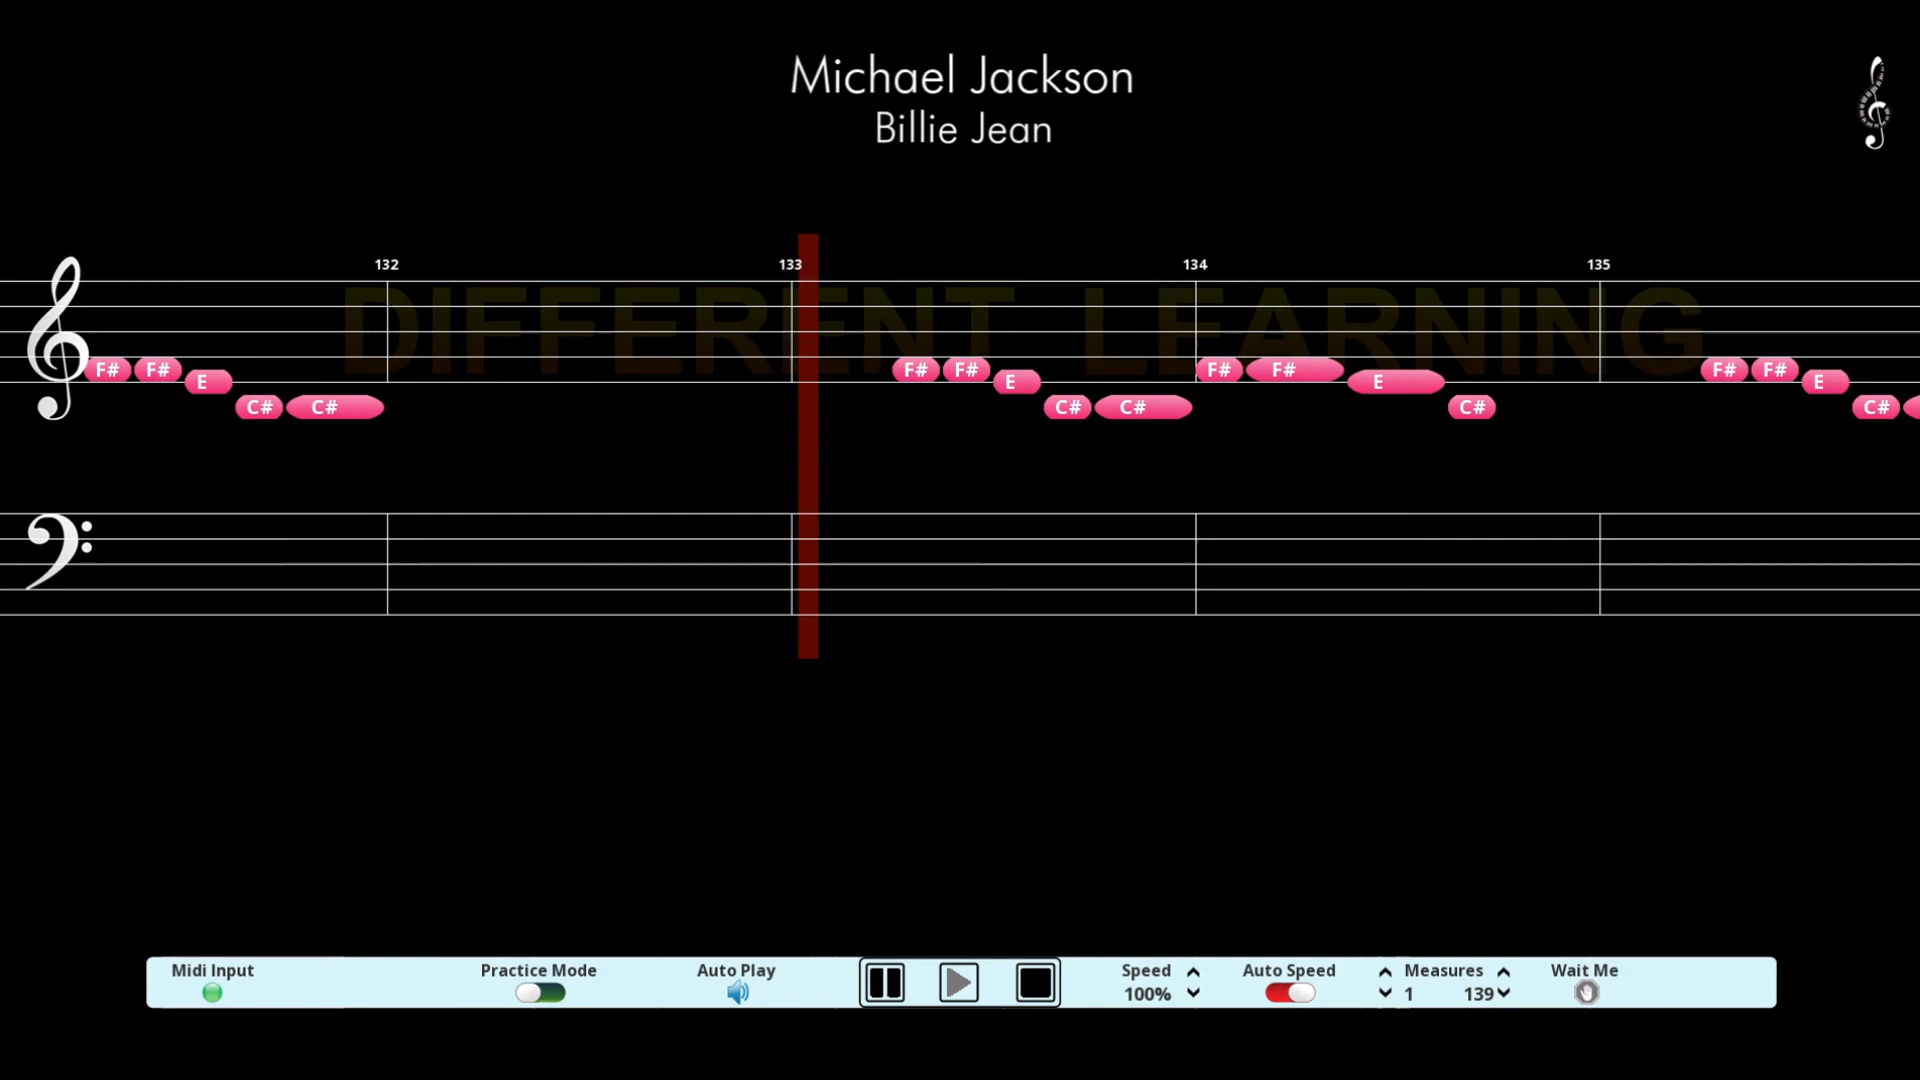 Michael Jackson
Billie Jean
132 133 134 135
DIFFERENT LEARNING
F# F# E C# C# F# F# E C# C# F# F# E C# F# F# E C#
Midi Input Practice Mode Auto Play Speed Auto Speed Measures Wait Me
100% 1 139